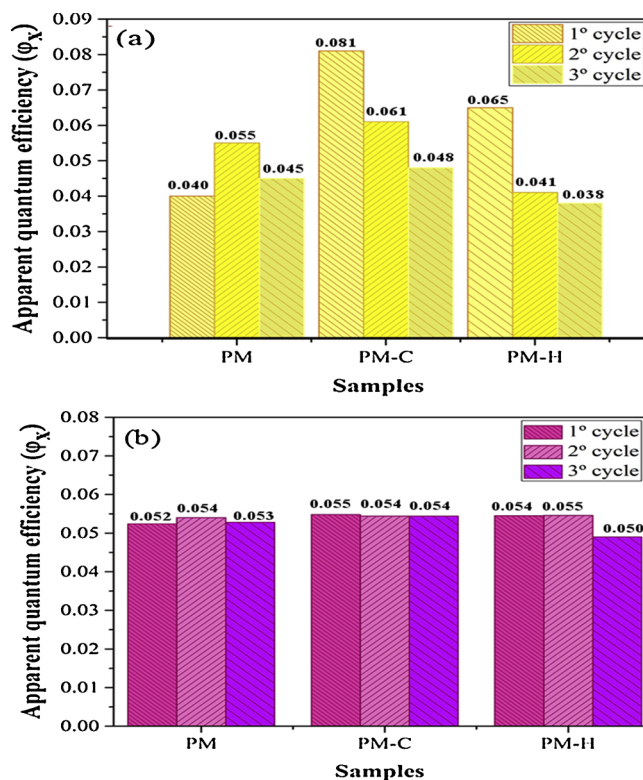 (a)
1º cycle
2º cycle
3º cycle
Apparent quantum efficiency (φX)
0.09
0.08
0.07
0.06
0.05
0.04
0.03
0.02
0.01
0.00
0.040
0.055
0.045
0.081
0.061
0.048
0.065
0.041
0.038
PM
PM-C
PM-H
Samples
(b)
1º cycle
2º cycle
3º cycle
Apparent quantum efficiency (φX)
0.08
0.07
0.06
0.05
0.04
0.03
0.02
0.01
0.00
0.052
0.054
0.053
0.055
0.054
0.054
0.054
0.055
0.050
PM
PM-C
PM-H
Samples